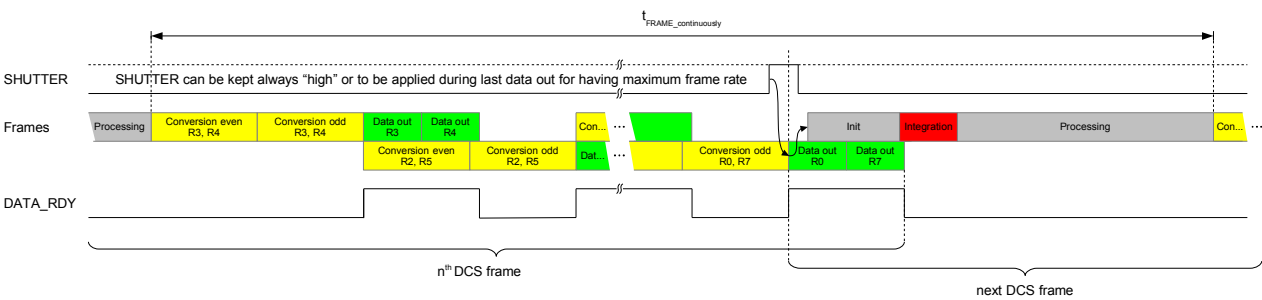 tFRAME_continuously
SHUTTER
SHUTTER can be kept always “high” or to be applied during last data out for having maximum frame rate
Frames
Processing
Conversion even
R3, R4
Conversion odd
R3, R4
Data out
R3
Data out
R4
Con...
...
Init
Integration
Processing
Con...
...
Conversion even
R2, R5
Conversion odd
R2, R5
Dat...
...
Conversion odd
R0, R7
Data out
R0
Data out
R7
DATA_RDY
nth DCS frame
next DCS frame